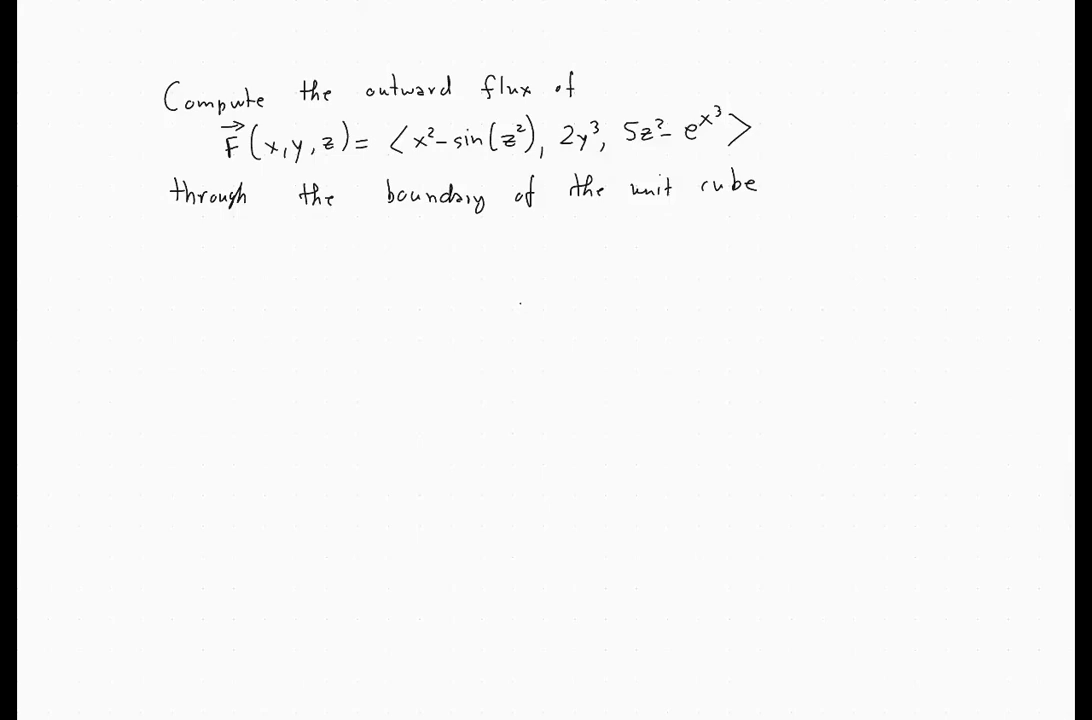 Compute the outward flux of
F⃗(x,y,z)= ⟨x²-sin(z²), 2y³, 5z²-e^x³⟩
through the boundary of the unit cube